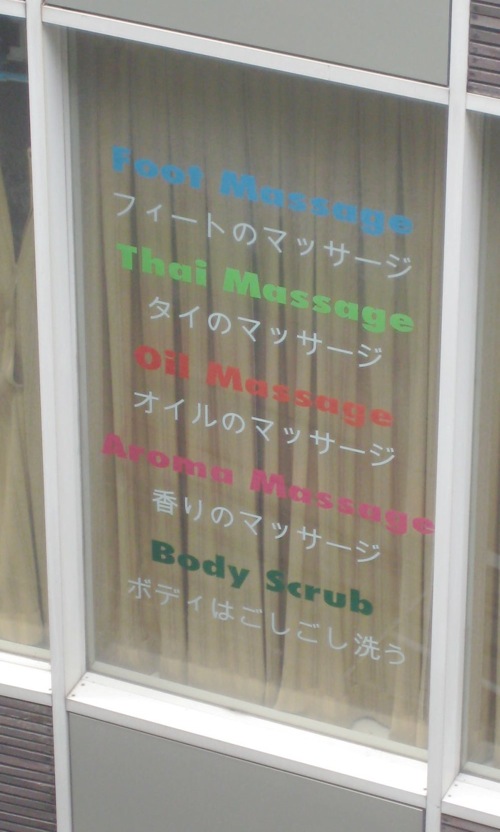 Foot Massage
フィートのマッサージ
Thai Massage
タイのマッサージ
Oil Massage
オイルのマッサージ
Aroma Massage
香りのマッサージ
Body Scrub
ボディはごしごし洗う